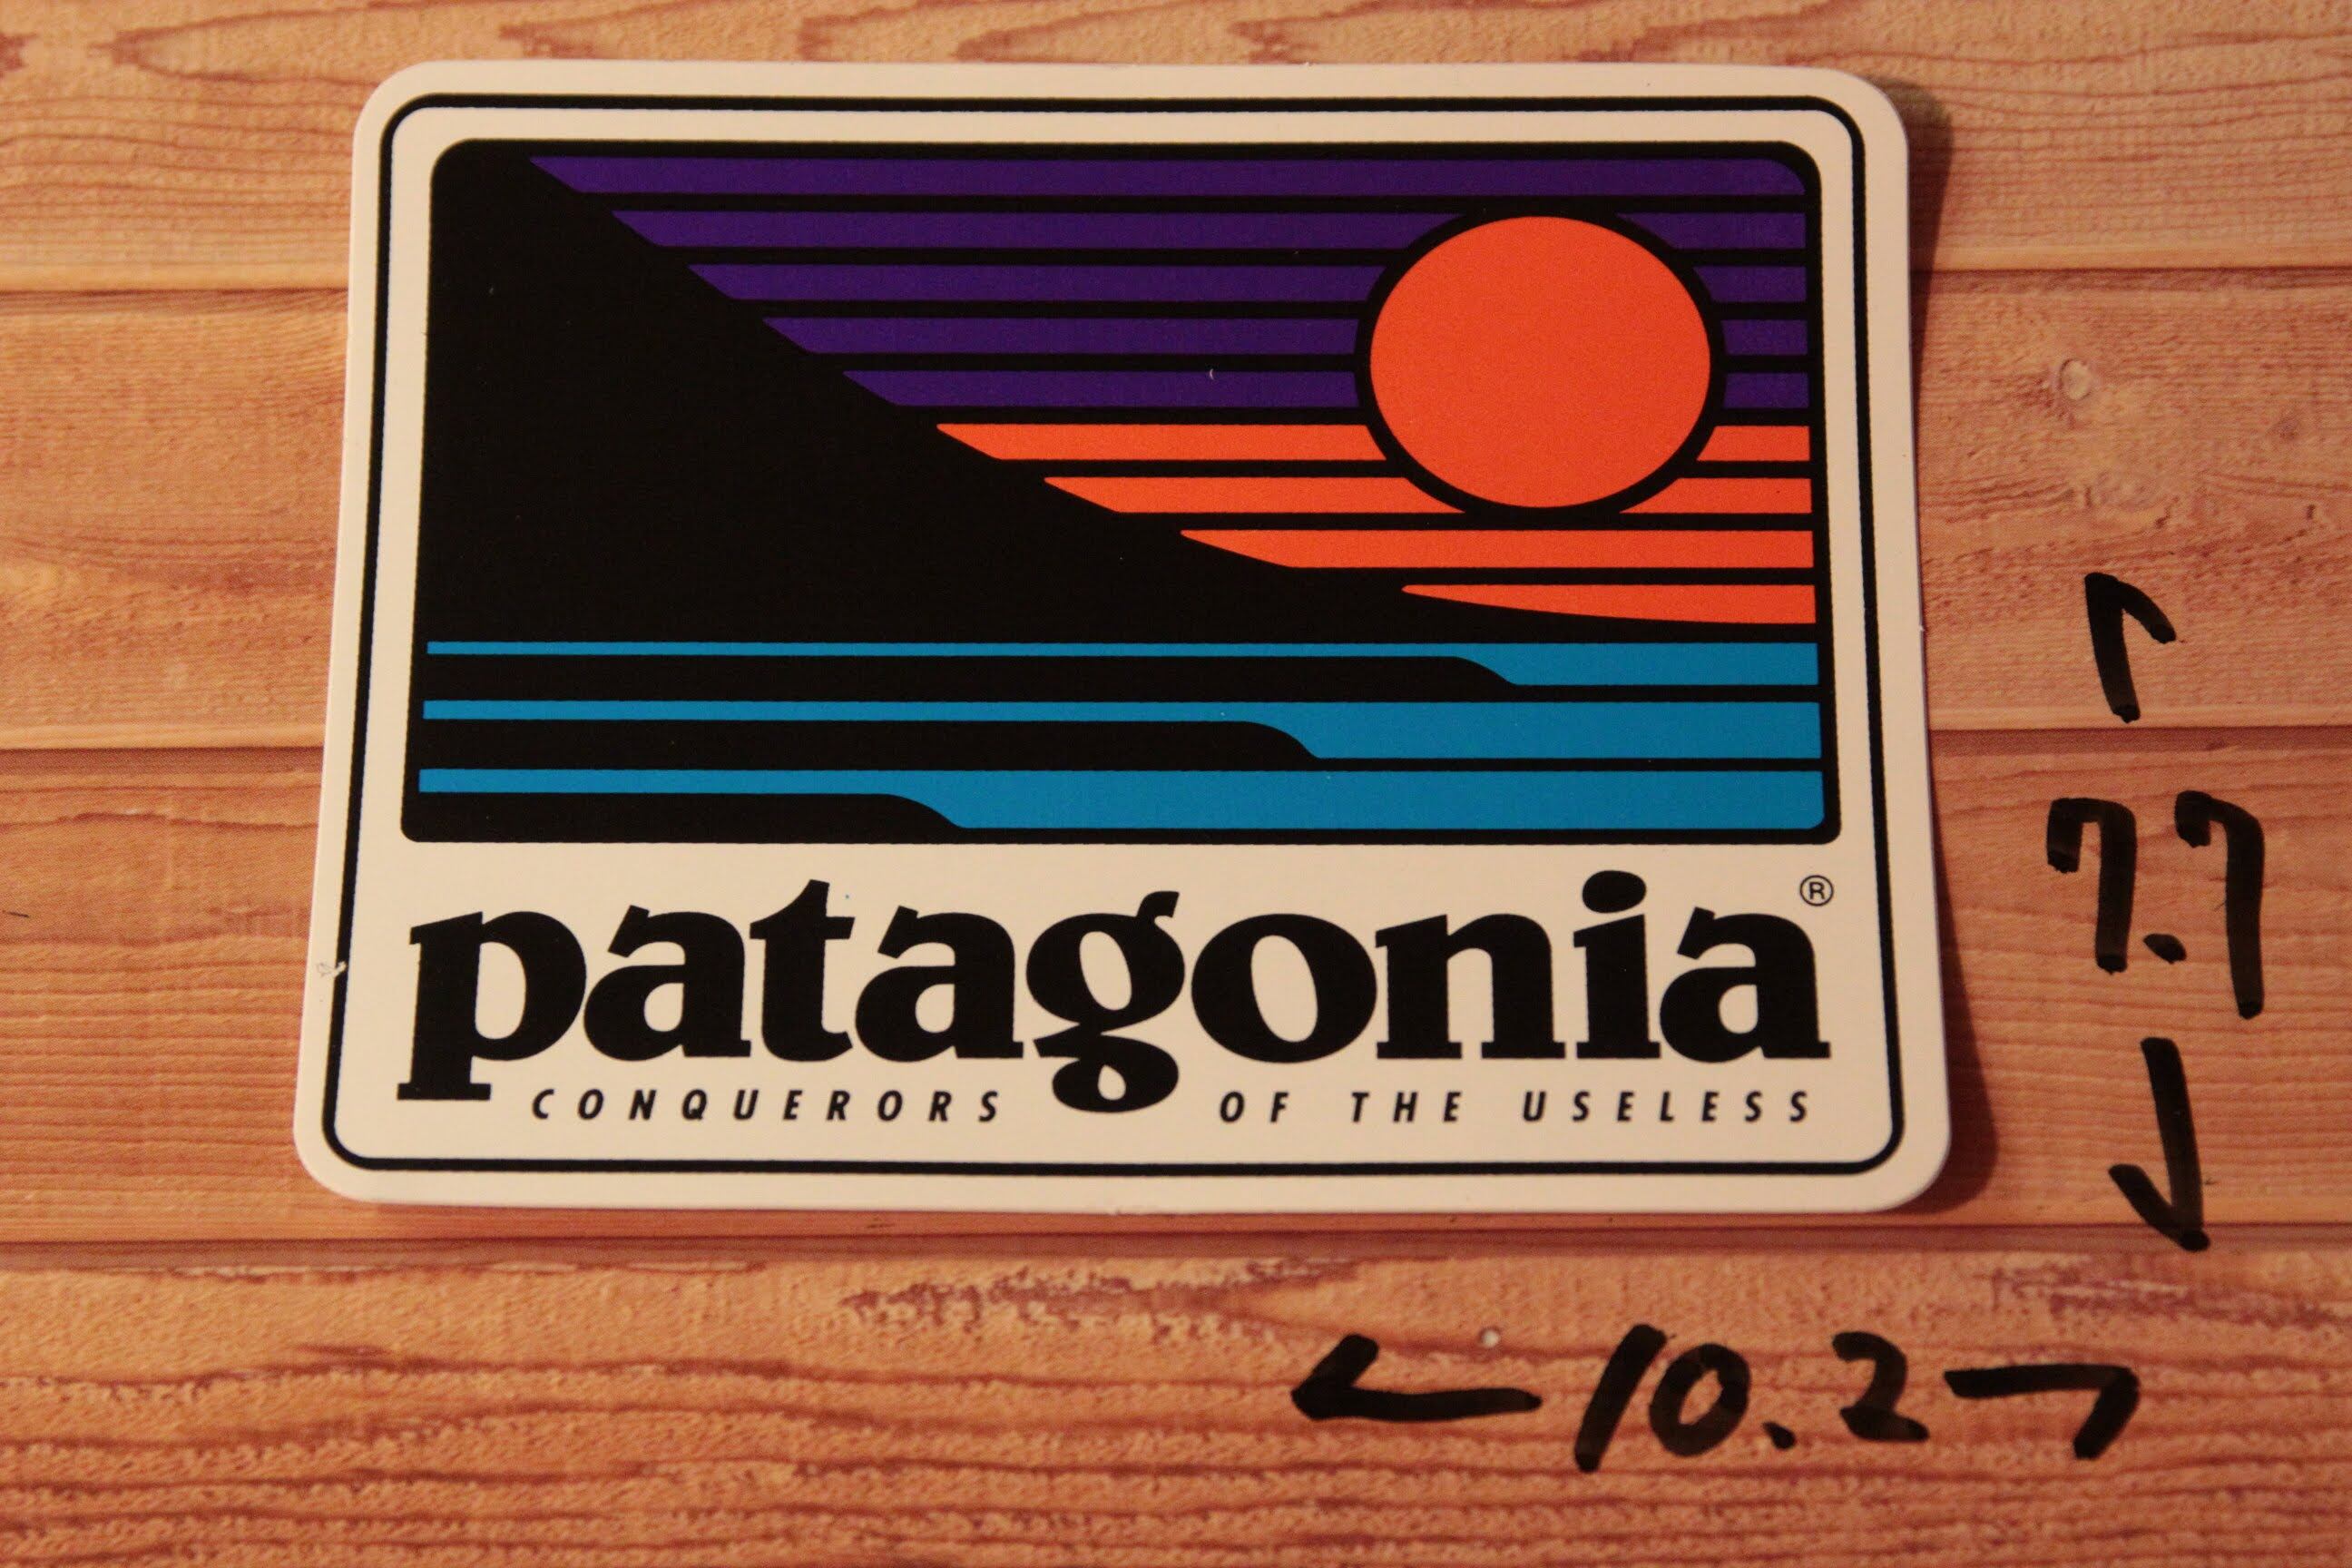 patagonia®
CONQUERORS OF THE USELESS
7.7
10.2